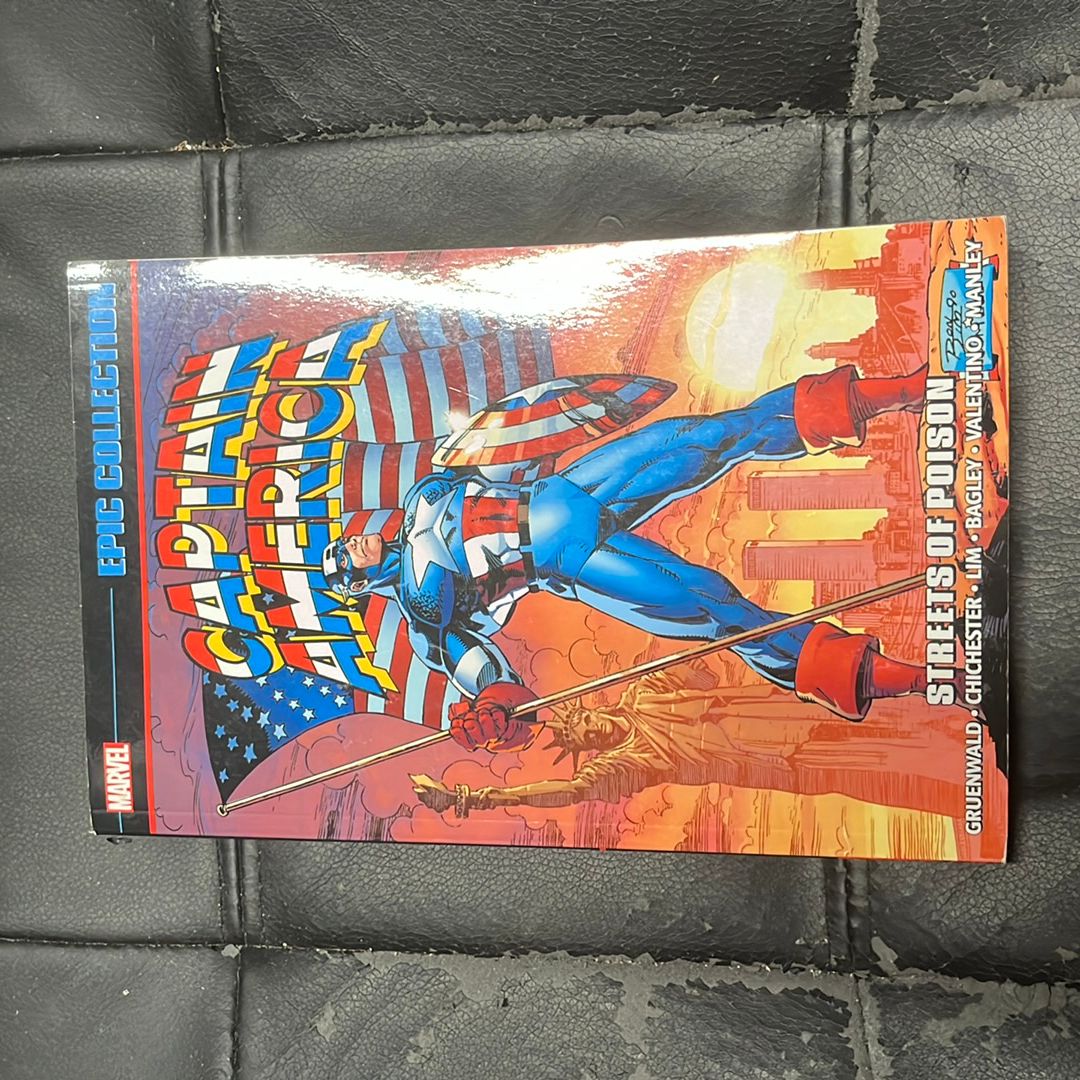 MARVEL EPIC COLLECTION
CAPTAIN
AMERICA
STREETS OF POISON
GRUENWALD • CHICHESTER • LIM • BAGLEY • VALENTINO • MANLEY